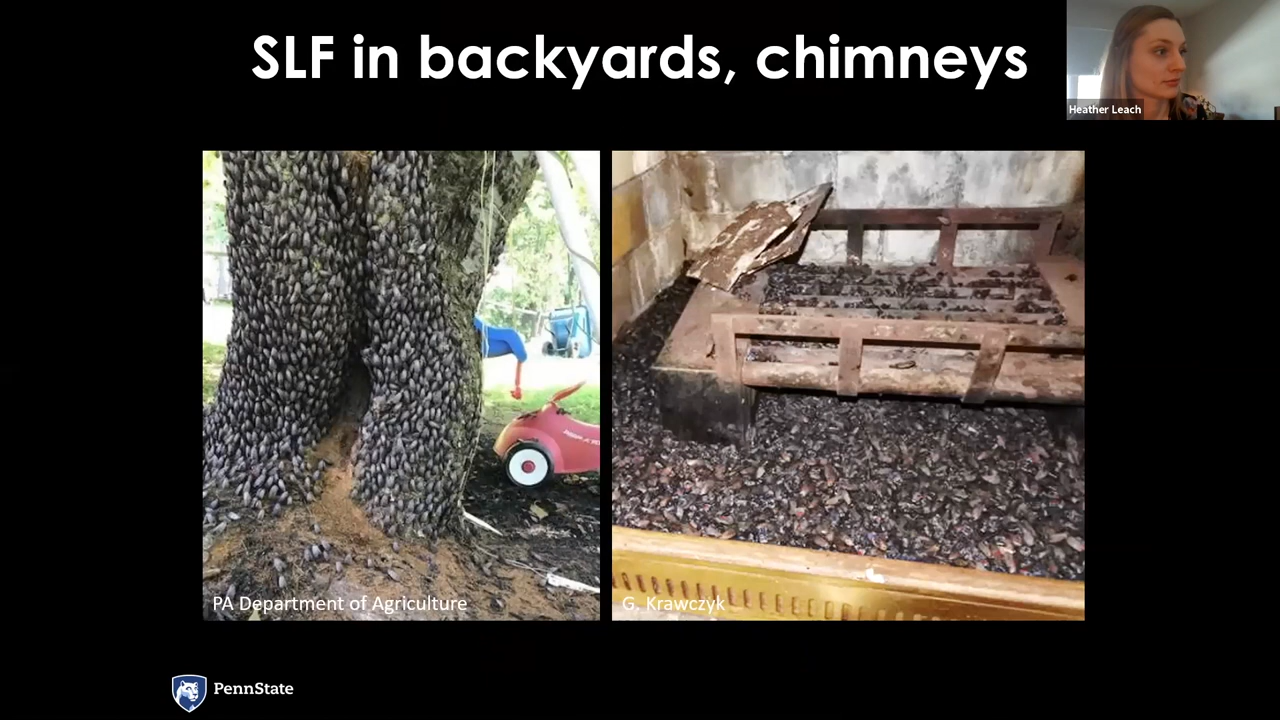 SLF in backyards, chimneys
Heather Leach
PA Department of Agriculture
G. Krawczyk
PennState